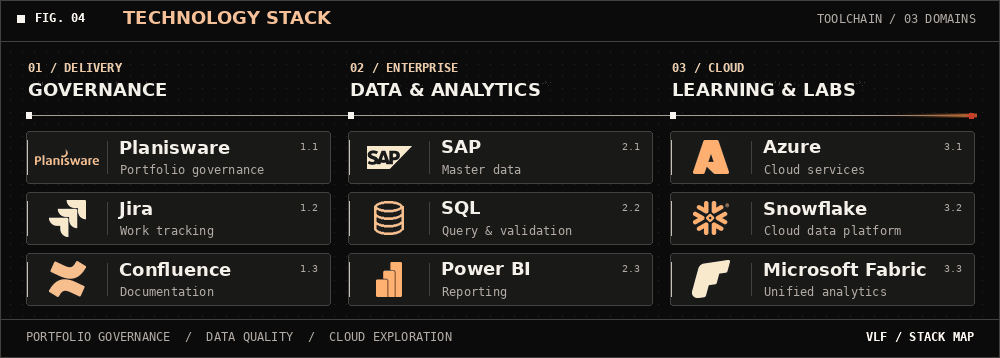 FIG. 04
TECHNOLOGY STACK
TOOLCHAIN / 03 DOMAINS
01 / DELIVERY
GOVERNANCE
02 / ENTERPRISE
DATA & ANALYTICS
03 / CLOUD
LEARNING & LABS
Planisware
Planisware
1.1
Portfolio governance
SAP
SAP
2.1
Master data
Azure
3.1
Cloud services
Jira
1.2
Work tracking
SQL
2.2
Query & validation
Snowflake
3.2
Cloud data platform
Confluence
1.3
Documentation
Power BI
2.3
Reporting
Microsoft Fabric
3.3
Unified analytics
PORTFOLIO GOVERNANCE / DATA QUALITY / CLOUD EXPLORATION
VLF / STACK MAP